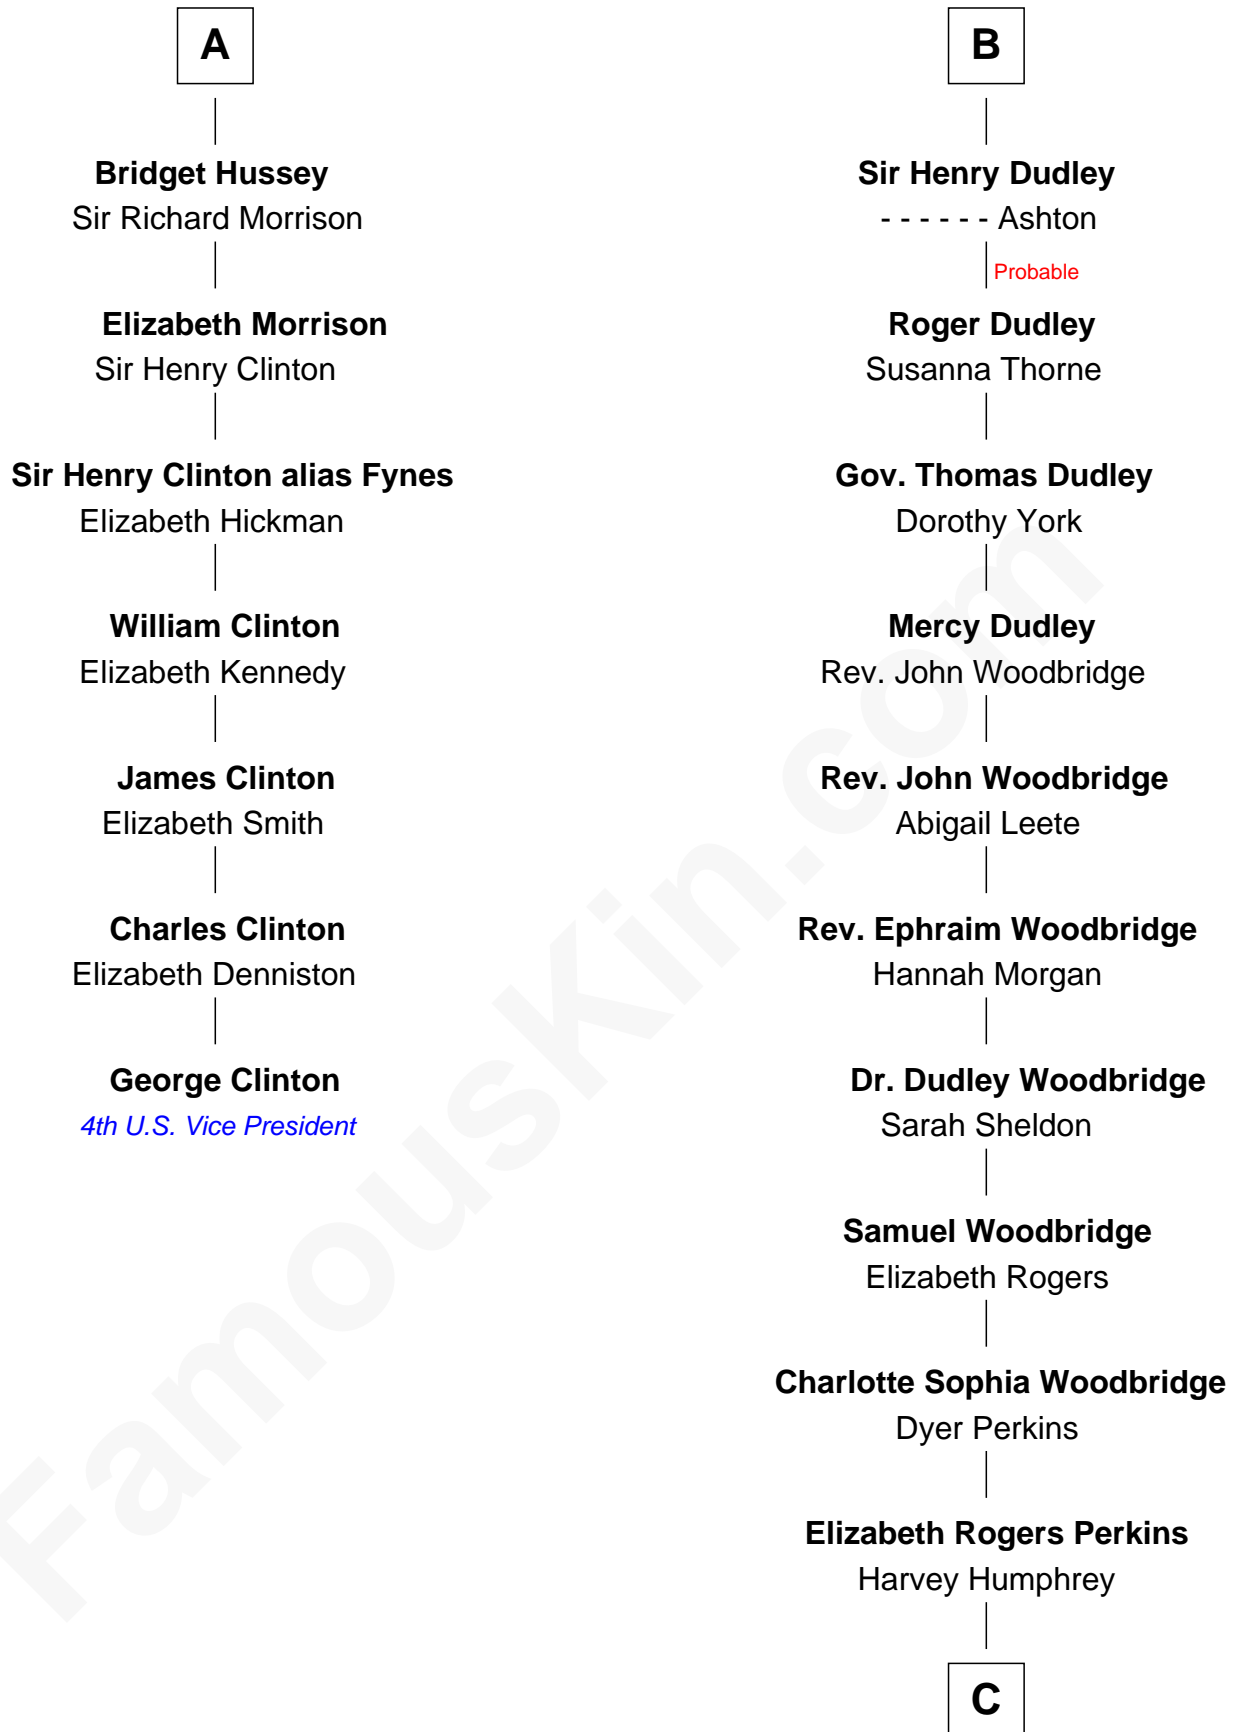 A
Bridget Hussey
Sir Richard Morrison
Elizabeth Morrison
Sir Henry Clinton
Sir Henry Clinton alias Fynes
Elizabeth Hickman
William Clinton
Elizabeth Kennedy
James Clinton
Elizabeth Smith
Charles Clinton
Elizabeth Denniston
George Clinton
4th U.S. Vice President
B
Sir Henry Dudley
- - - - - - Ashton
Probable
Roger Dudley
Susanna Thorne
Gov. Thomas Dudley
Dorothy York
Mercy Dudley
Rev. John Woodbridge
Rev. John Woodbridge
Abigail Leete
Rev. Ephraim Woodbridge
Hannah Morgan
Dr. Dudley Woodbridge
Sarah Sheldon
Samuel Woodbridge
Elizabeth Rogers
Charlotte Sophia Woodbridge
Dyer Perkins
Elizabeth Rogers Perkins
Harvey Humphrey
C
FamousKin.com